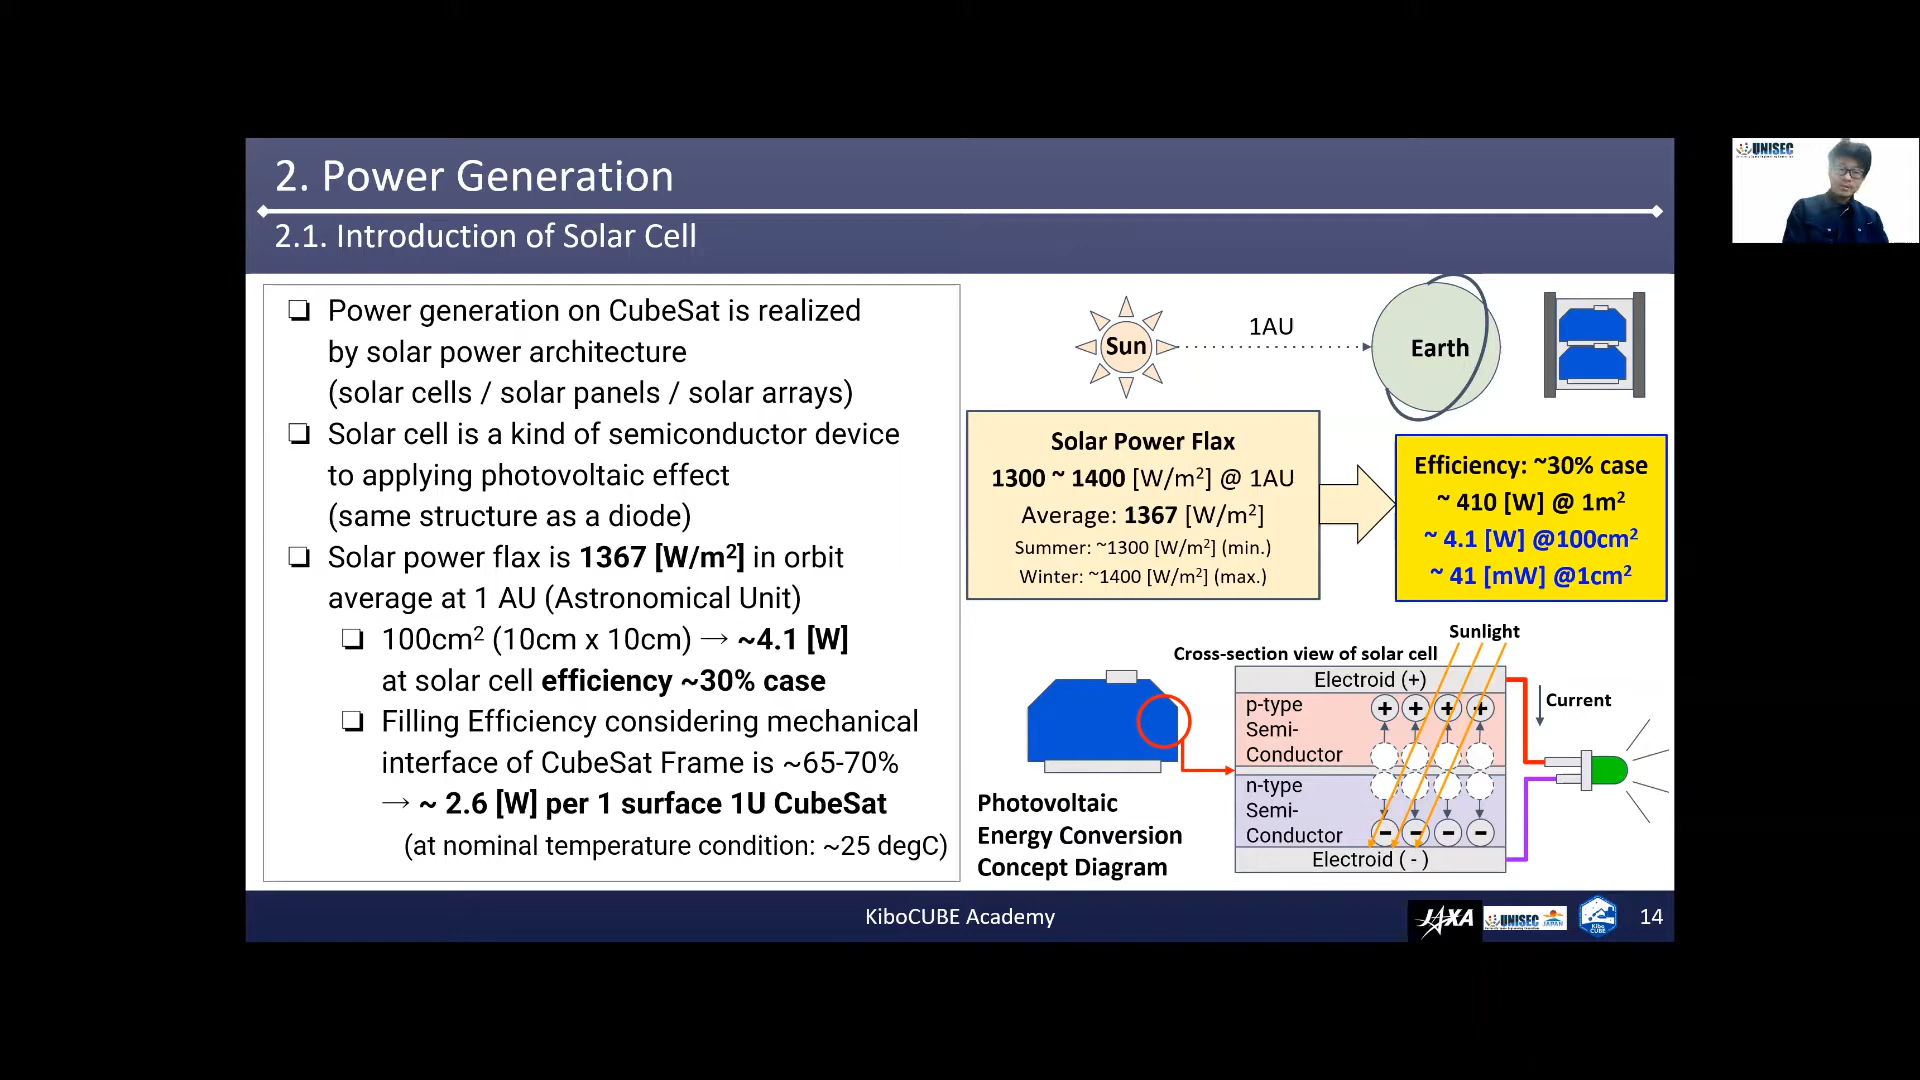 2. Power Generation
2.1. Introduction of Solar Cell
❏ Power generation on CubeSat is realized
by solar power architecture
(solar cells / solar panels / solar arrays)
❏ Solar cell is a kind of semiconductor device
to applying photovoltaic effect
(same structure as a diode)
❏ Solar power flax is 1367 [W/m²] in orbit
average at 1 AU (Astronomical Unit)
❏ 100cm² (10cm x 10cm) → ~4.1 [W]
at solar cell efficiency ~30% case
❏ Filling Efficiency considering mechanical
interface of CubeSat Frame is ~65-70%
→ ~ 2.6 [W] per 1 surface 1U CubeSat
(at nominal temperature condition: ~25 degC)
Sun
1AU
Earth
Solar Power Flax
1300 ~ 1400 [W/m²] @ 1AU
Average: 1367 [W/m²]
Summer: ~1300 [W/m²] (min.)
Winter: ~1400 [W/m²] (max.)
Efficiency: ~30% case
~ 410 [W] @ 1m²
~ 4.1 [W] @100cm²
~ 41 [mW] @1cm²
Sunlight
Cross-section view of solar cell
Electroid (+)
p-type
Semi-
Conductor
+ + + +
n-type
Semi-
Conductor
- - - -
Electroid ( - )
Current
Photovoltaic
Energy Conversion
Concept Diagram
KiboCUBE Academy
JAXA
UNISEC
JAPAN
Kibo
CUBE
14
UNISEC